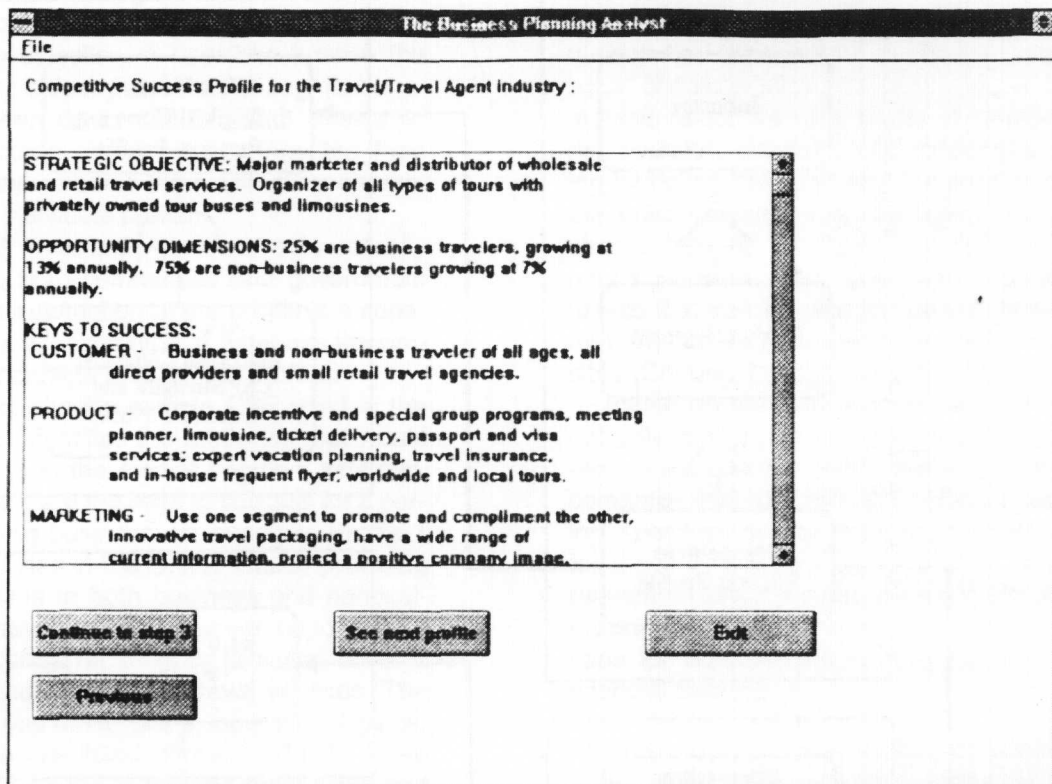 The Business Planning Analyst
File
Competitive Success Profile for the Travel/Travel Agent industry :
STRATEGIC OBJECTIVE: Major marketer and distributor of wholesale
and retail travel services. Organizer of all types of tours with
privately owned tour buses and limousines.
OPPORTUNITY DIMENSIONS: 25% are business travelers, growing at
13% annually. 75% are non-business travelers growing at 7%
annually.
KEYS TO SUCCESS:
CUSTOMER - Business and non-business traveler of all ages, all
direct providers and small retail travel agencies.
PRODUCT - Corporate incentive and special group programs, meeting
planner, limousine, ticket delivery, passport and visa
services; expert vacation planning, travel insurance,
and in-house frequent flyer, worldwide and local tours.
MARKETING - Use one segment to promote and compliment the other,
innovative travel packaging, have a wide range of
current information, project a positive company image.
Continue to step 3
See next profile
Exit
Previous